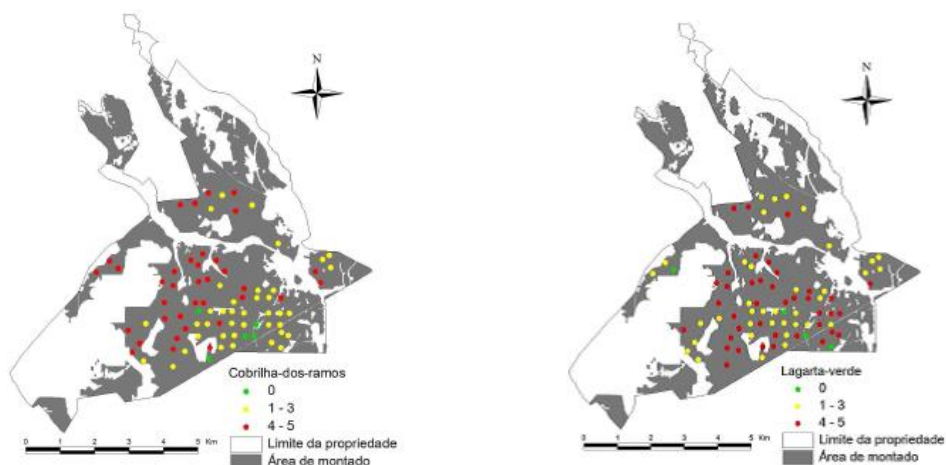 N
Cobrilha-dos-ramos
0
1 - 3
4 - 5
Limite da propriedade
Área de montado
0 1 2 3 4 5 Km
N
Lagarta-verde
0
1 - 3
4 - 5
Limite da propriedade
Área de montado
0 1 2 3 4 5 Km